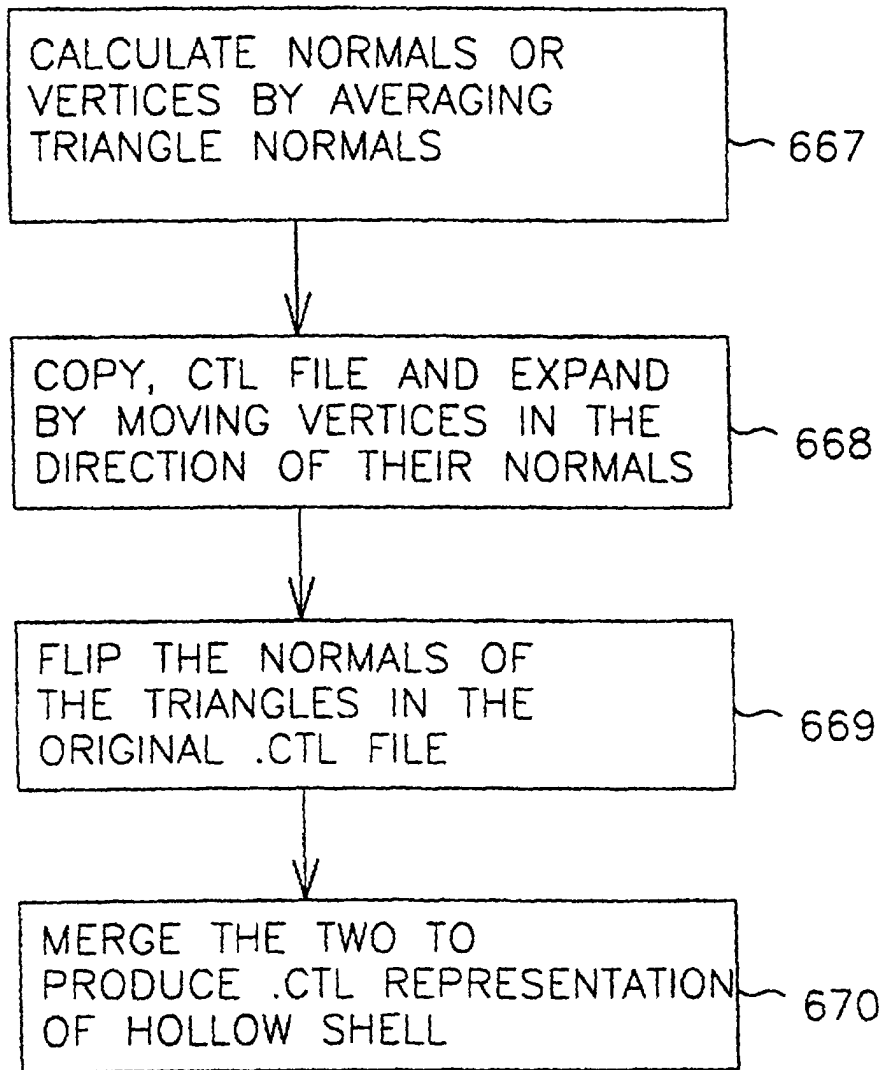 CALCULATE NORMALS OR
VERTICES BY AVERAGING
TRIANGLE NORMALS
667
COPY, CTL FILE AND EXPAND
BY MOVING VERTICES IN THE
DIRECTION OF THEIR NORMALS
668
FLIP THE NORMALS OF
THE TRIANGLES IN THE
ORIGINAL .CTL FILE
669
MERGE THE TWO TO
PRODUCE .CTL REPRESENTATION
OF HOLLOW SHELL
670